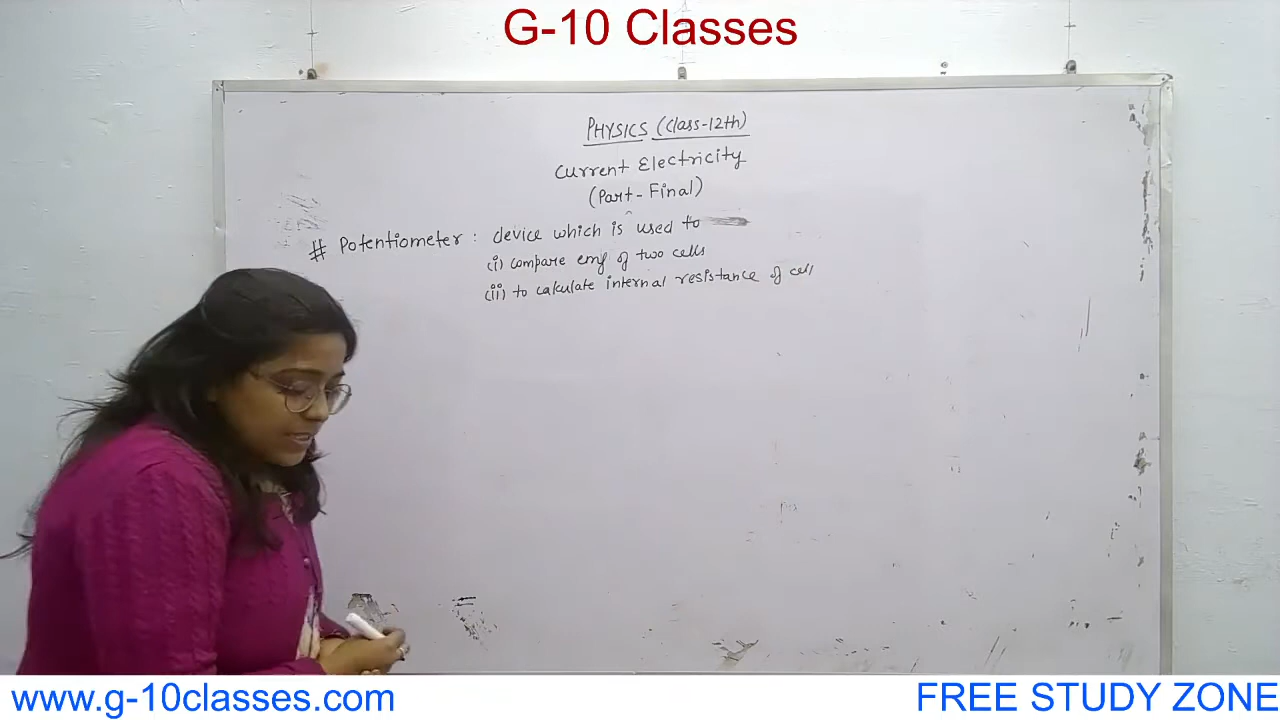 G-10 Classes
PHYSICS (Class-12th)
Current Electricity
(Part-Final)
# Potentiometer : device which is used to
(i) compare emf of two cells
(ii) to calculate internal resistance of cell
www.g-10classes.com
FREE STUDY ZONE